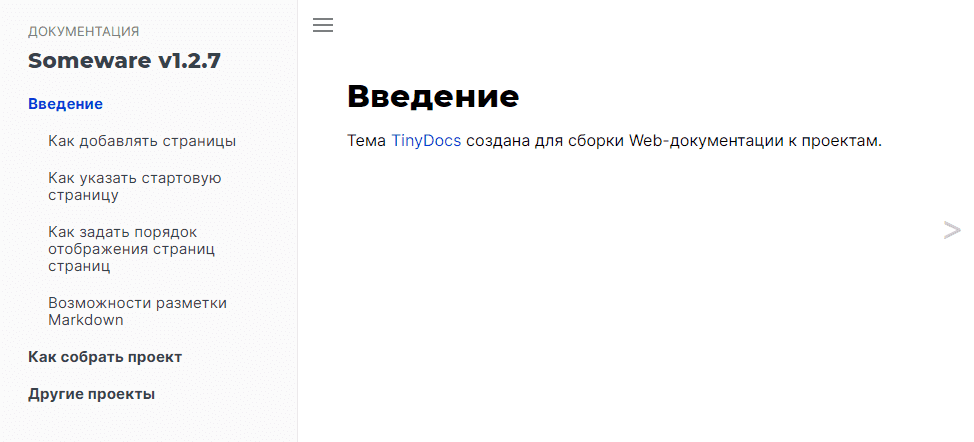 ДОКУМЕНТАЦИЯ
Someware v1.2.7
Введение
Как добавлять страницы
Как указать стартовую
страницу
Как задать порядок
отображения страниц
страниц
Возможности разметки
Markdown
Как собрать проект
Другие проекты
Введение
Тема TinyDocs создана для сборки Web-документации к проектам.
>